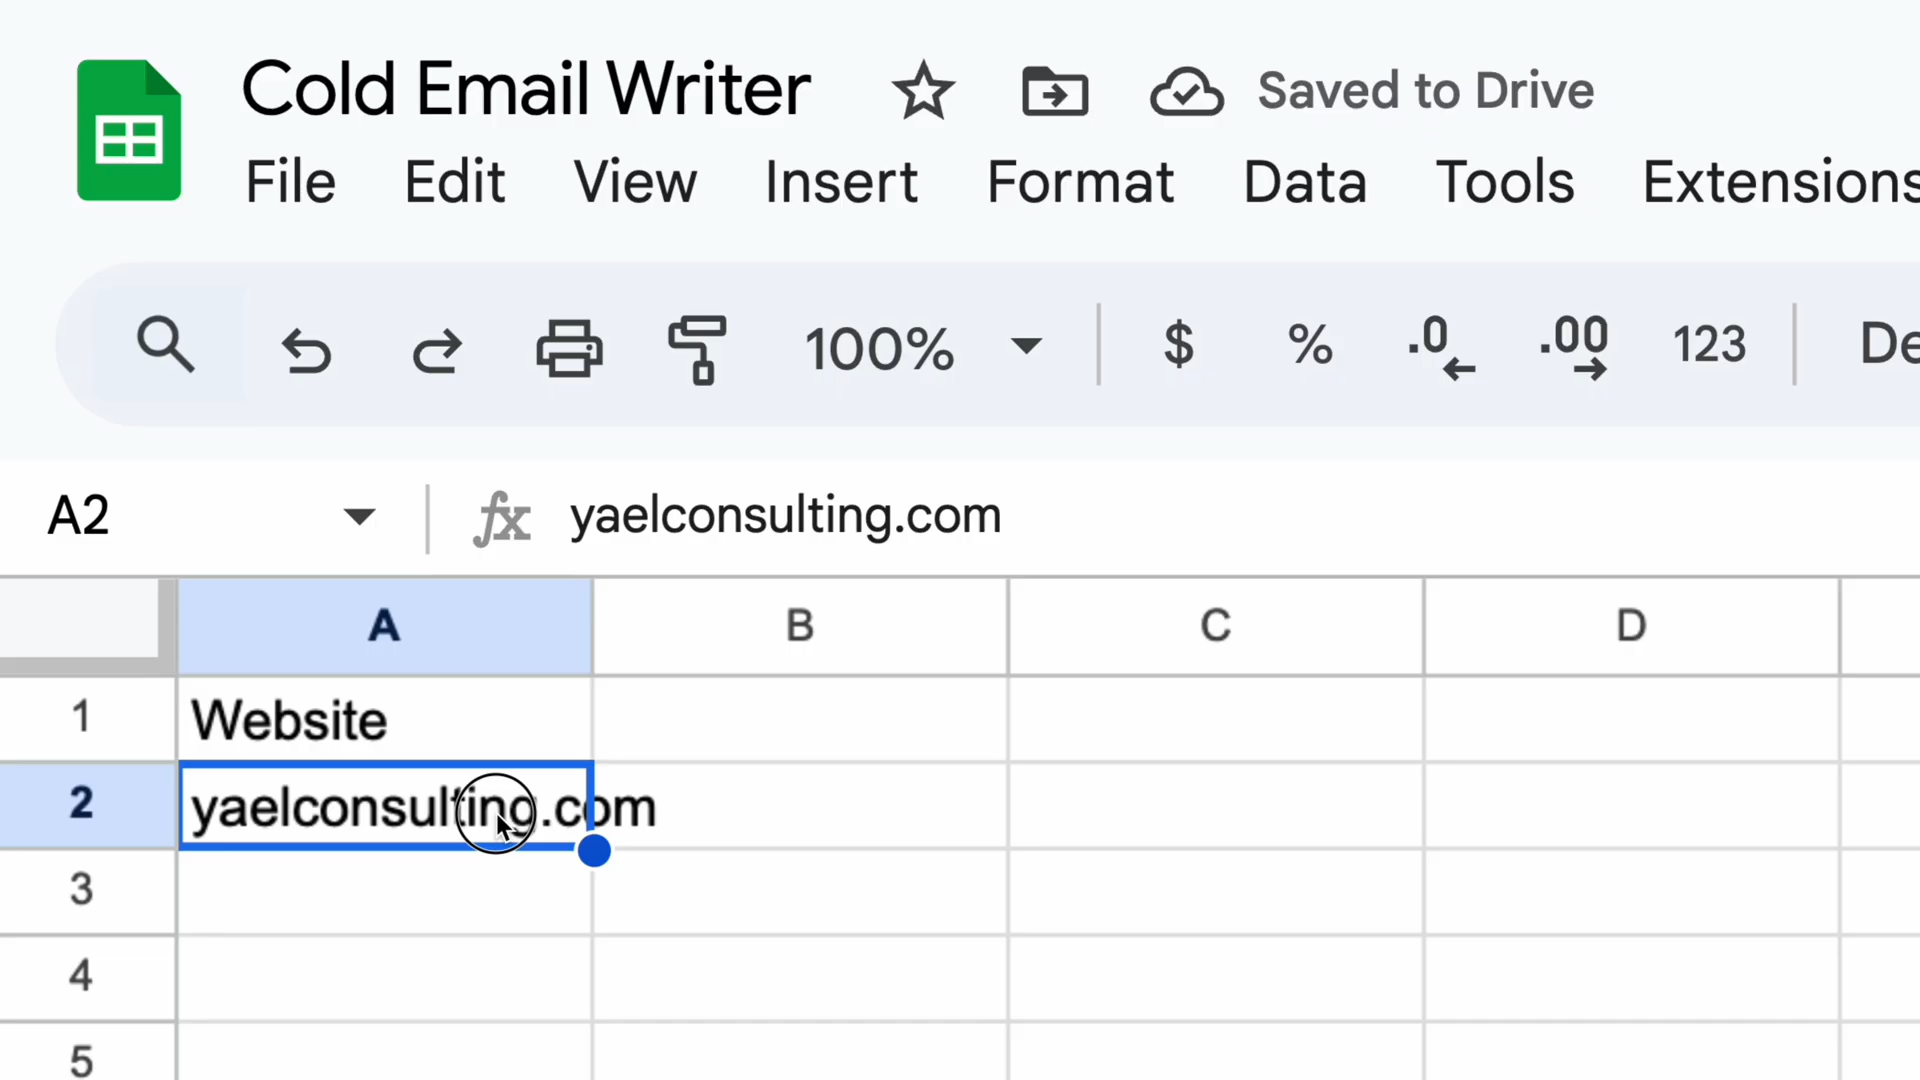 Cold Email Writer Saved to Drive
File Edit View Insert Format Data Tools Extensions
100% $ % .0 .00 123 De
A2 fx yaelconsulting.com
A B C D
1 Website
2 yaelconsulting.com
3
4
5